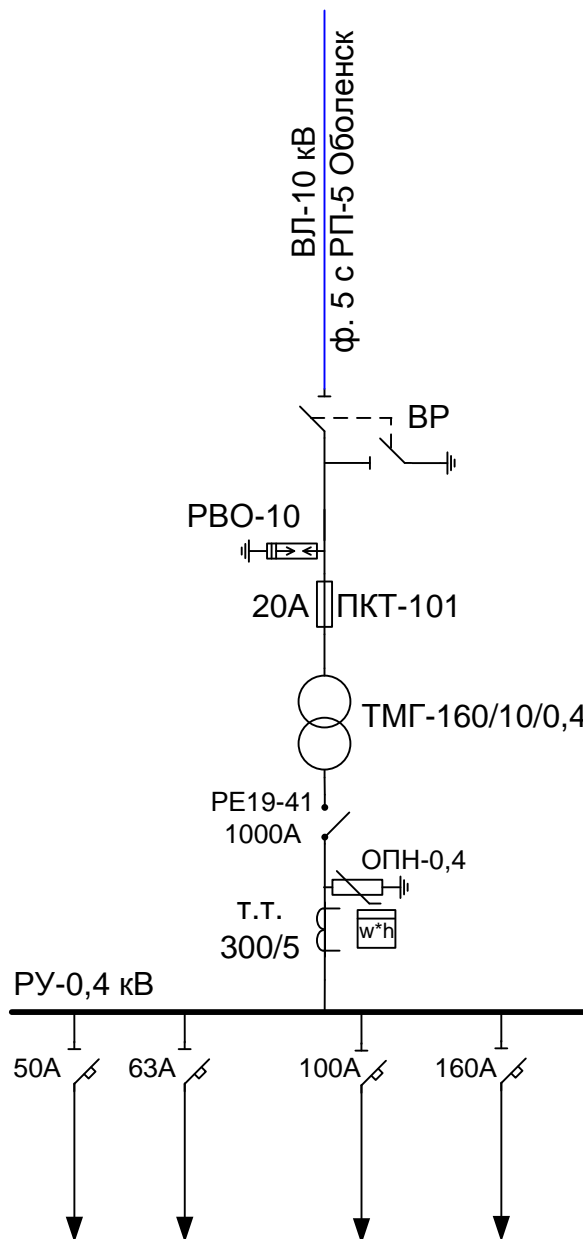 ВЛ-10 кВ
ф. 5 с РП-5 Оболенск
ВР
РВО-10
20А
ПКТ-101
ТМГ-160/10/0,4
РЕ19-41
1000А
ОПН-0,4
т.т.
300/5
w*h
РУ-0,4 кВ
50А
63А
100А
160А